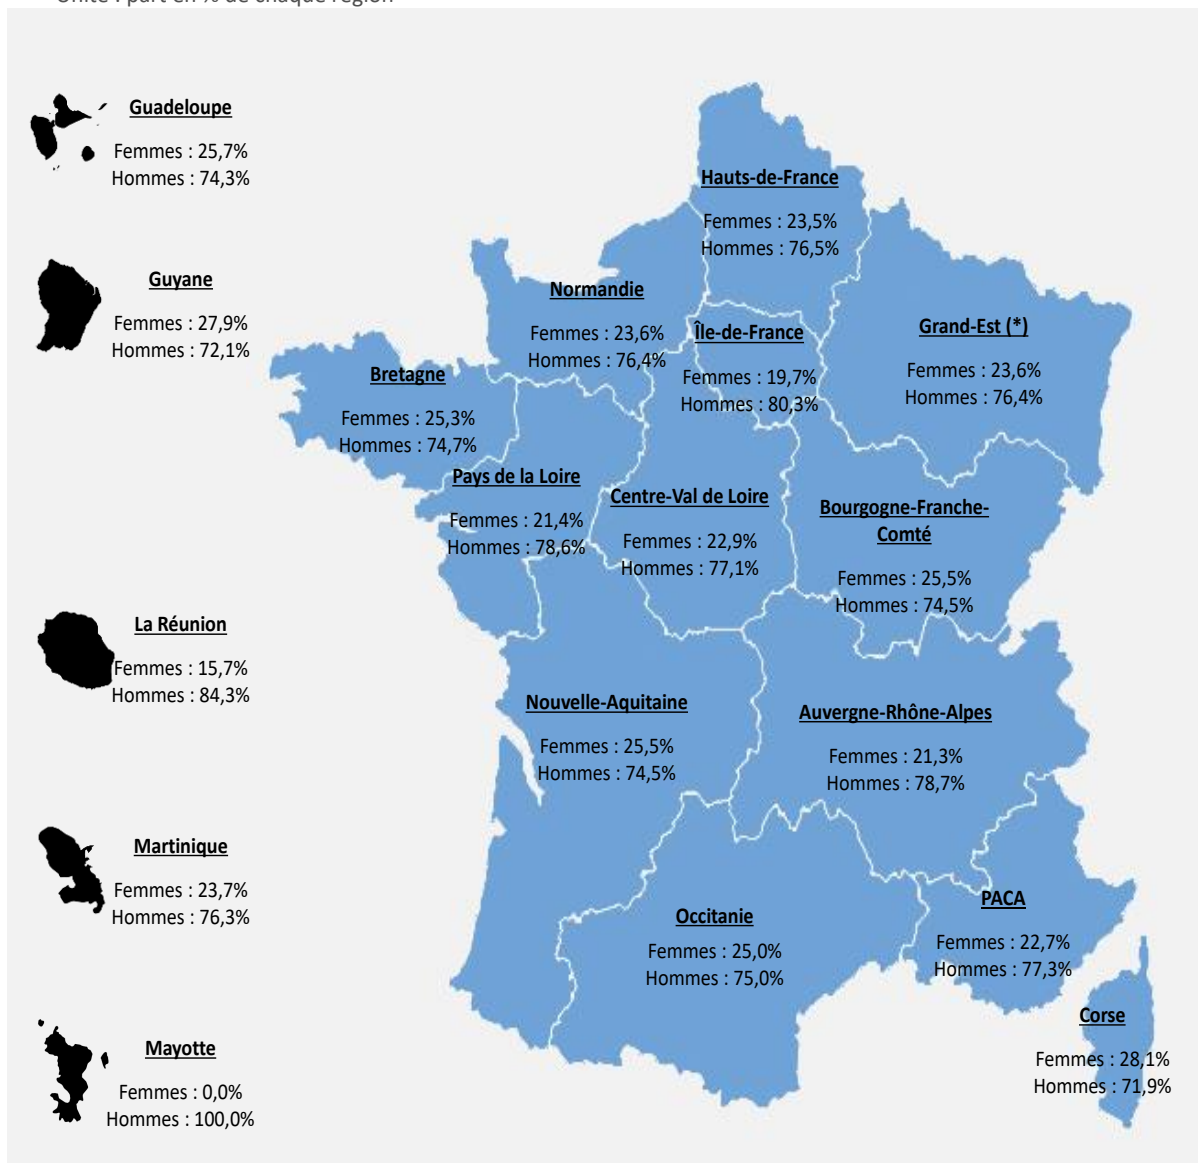 Unité : part en % de chaque région
Guadeloupe
Femmes : 25,7%
Hommes : 74,3%
Hauts-de-France
Femmes : 23,5%
Hommes : 76,5%
Guyane
Femmes : 27,9%
Hommes : 72,1%
Normandie
Femmes : 23,6%
Hommes : 76,4%
Île-de-France
Femmes : 19,7%
Hommes : 80,3%
Grand-Est (*)
Femmes : 23,6%
Hommes : 76,4%
Bretagne
Femmes : 25,3%
Hommes : 74,7%
Pays de la Loire
Femmes : 21,4%
Hommes : 78,6%
Centre-Val de Loire
Femmes : 22,9%
Hommes : 77,1%
Bourgogne-Franche-
Comté
Femmes : 25,5%
Hommes : 74,5%
La Réunion
Femmes : 15,7%
Hommes : 84,3%
Nouvelle-Aquitaine
Femmes : 25,5%
Hommes : 74,5%
Auvergne-Rhône-Alpes
Femmes : 21,3%
Hommes : 78,7%
Martinique
Femmes : 23,7%
Hommes : 76,3%
Occitanie
Femmes : 25,0%
Hommes : 75,0%
PACA
Femmes : 22,7%
Hommes : 77,3%
Corse
Femmes : 28,1%
Hommes : 71,9%
Mayotte
Femmes : 0,0%
Hommes : 100,0%